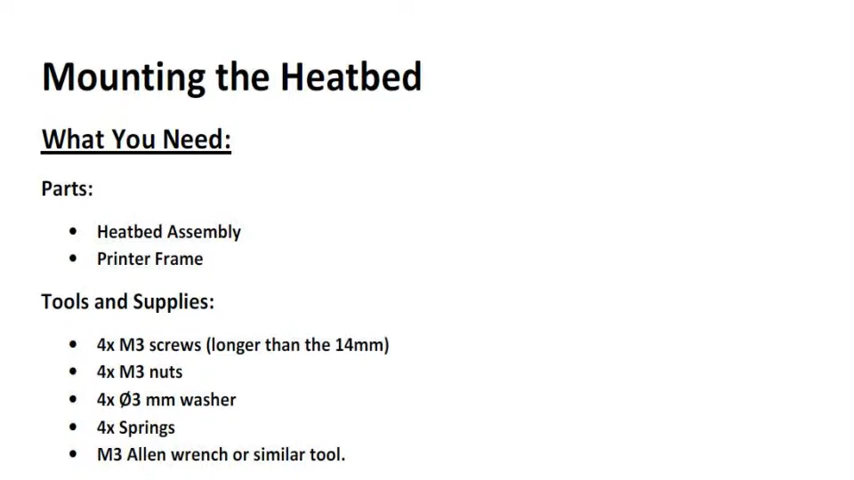 Mounting the Heatbed
What You Need:
Parts:
• Heatbed Assembly
• Printer Frame
Tools and Supplies:
• 4x M3 screws (longer than the 14mm)
• 4x M3 nuts
• 4x Ø3 mm washer
• 4x Springs
• M3 Allen wrench or similar tool.